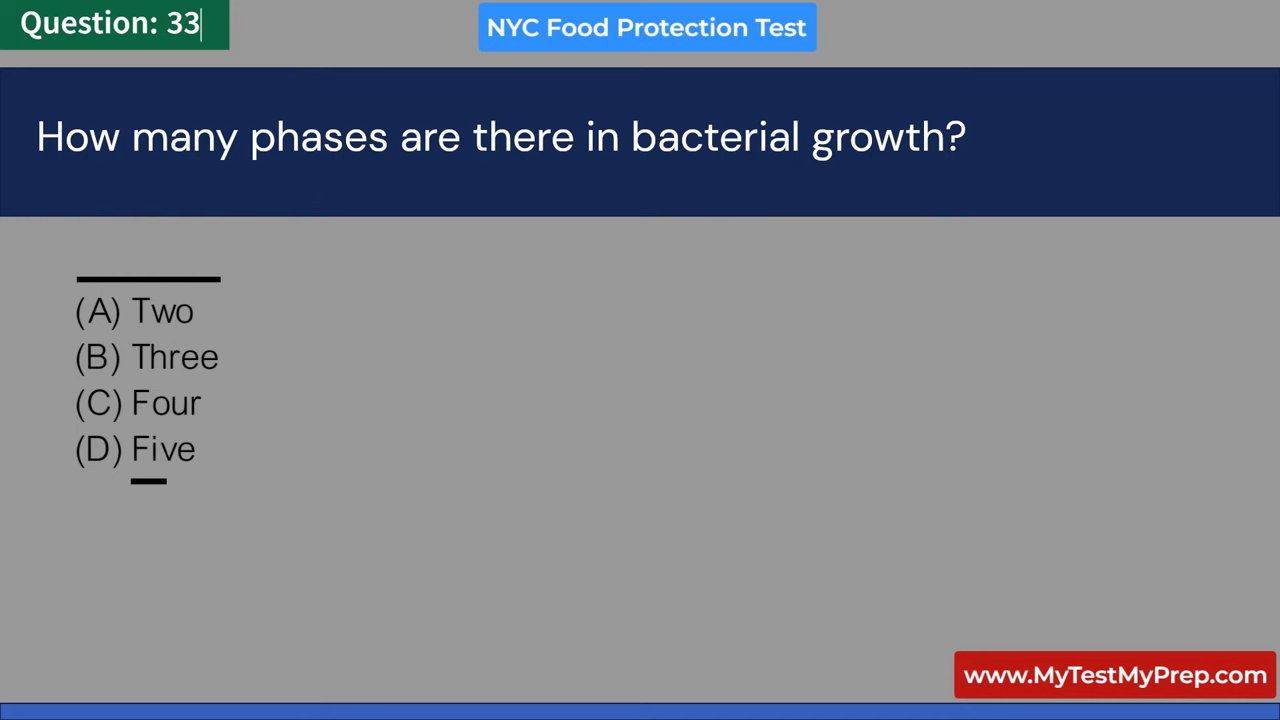 Question: 33
NYC Food Protection Test
How many phases are there in bacterial growth?
(A) Two
(B) Three
(C) Four
(D) Five
www.MyTestMyPrep.com